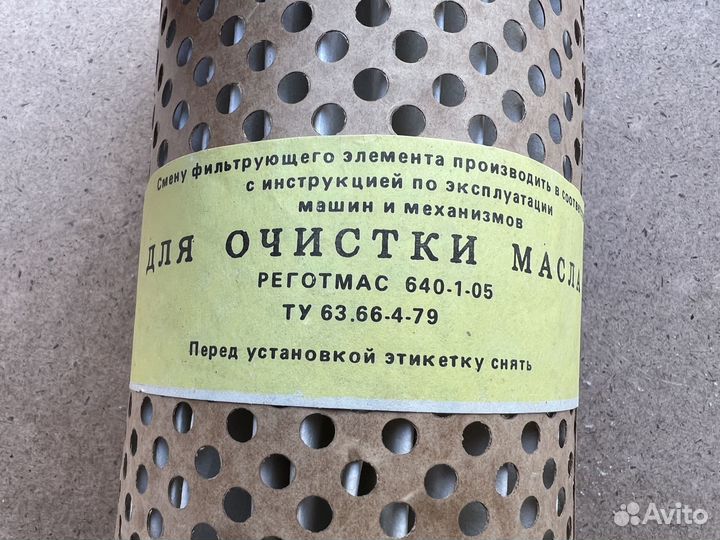 Смену фильтрующего элемента производить в
с инструкцией по эксплуатации
машин и механизмов
ДЛЯ ОЧИСТКИ МАСЛА
РЕГОТМАС 640-1-05
ТУ 63.66-4-79
Перед установкой этикетку снять
Avito